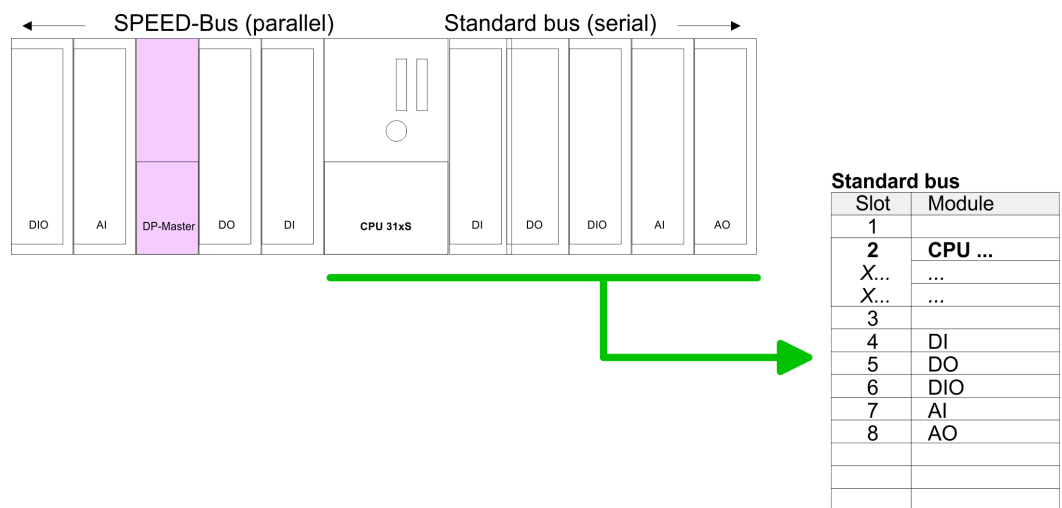 SPEED-Bus (parallel) Standard bus (serial)
DIO AI DP-Master DO DI CPU 31xS DI DO DIO AI AO
Standard bus
Slot Module
1
2 CPU ...
X... ...
X... ...
3
4 DI
5 DO
6 DIO
7 AI
8 AO